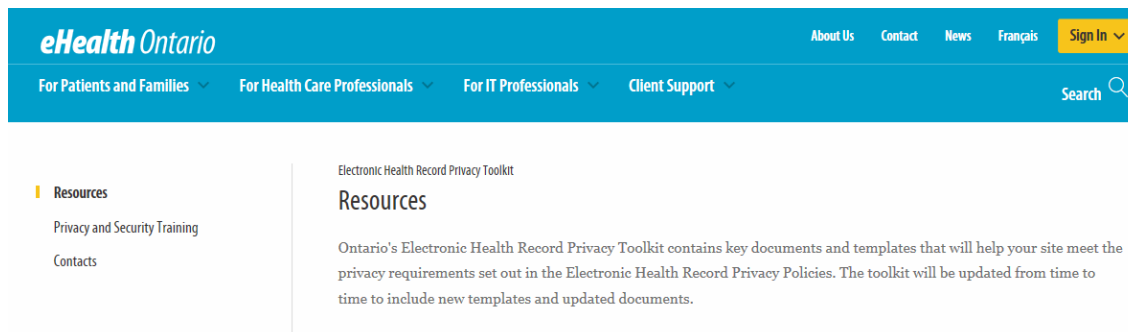 eHealth Ontario
About Us Contact News Français Sign In
For Patients and Families For Health Care Professionals For IT Professionals Client Support Search
Resources
Privacy and Security Training
Contacts
Electronic Health Record Privacy Toolkit
Resources
Ontario's Electronic Health Record Privacy Toolkit contains key documents and templates that will help your site meet the
privacy requirements set out in the Electronic Health Record Privacy Policies. The toolkit will be updated from time to
time to include new templates and updated documents.